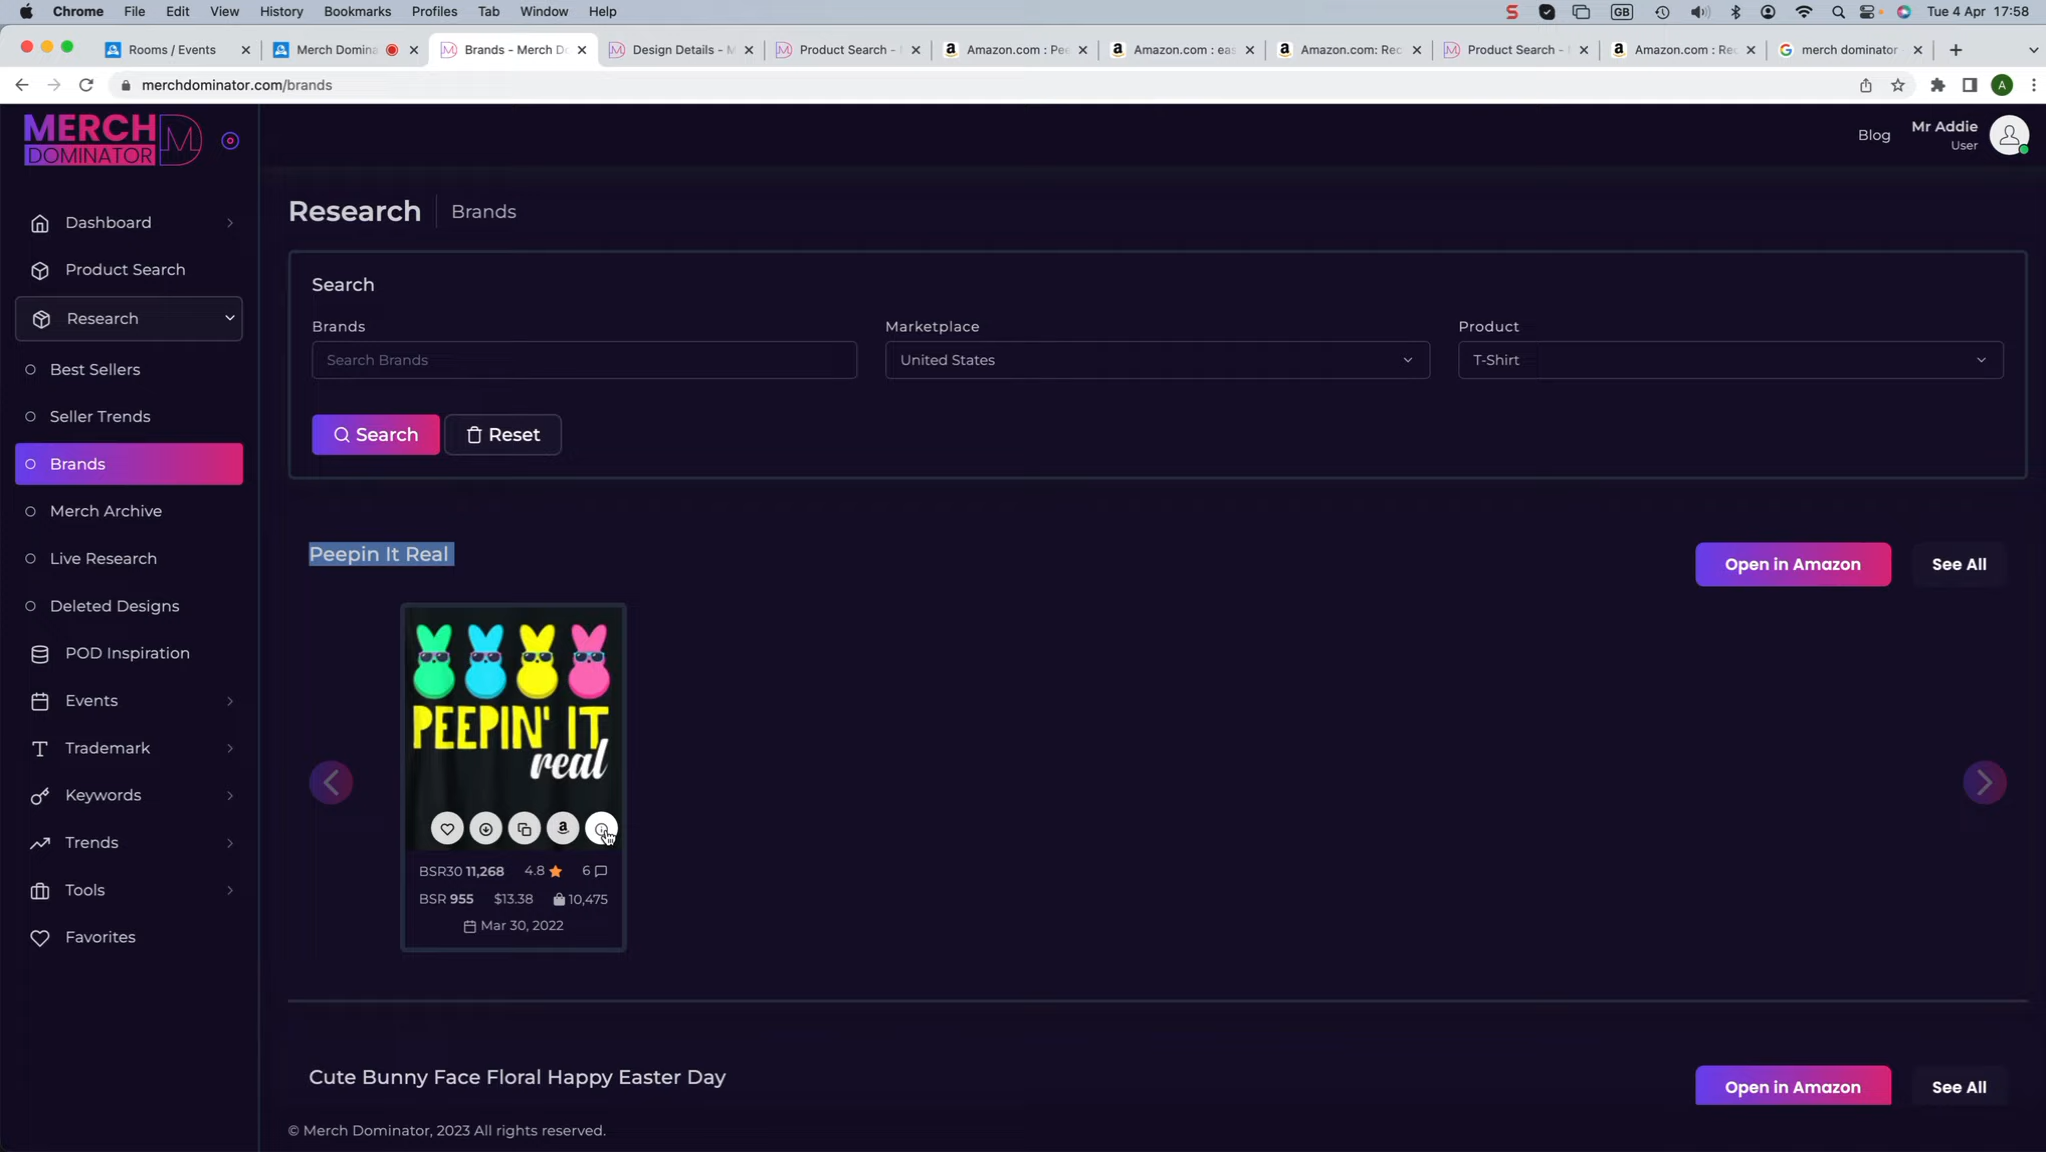 Chrome File Edit View History Bookmarks Profiles Tab Window Help GB Tue 4 Apr 17:58
Rooms / Events Merch Domina Brands - Merch Do Design Details - M Product Search - Amazon.com : Pee Amazon.com : eas Amazon.com: Rec Product Search - Amazon.com : Rec merch dominator
merchdominator.com/brands A
MERCH
DOMINATOR
Blog Mr Addie
User
Dashboard
Product Search
Research
Best Sellers
Seller Trends
Brands
Merch Archive
Live Research
Deleted Designs
POD Inspiration
Events
Trademark
Keywords
Trends
Tools
Favorites
Research Brands
Search
Brands Marketplace Product
Search Brands United States T-Shirt
Search Reset
Peepin It Real Open in Amazon See All
PEEPIN' IT
real
BSR30 11,268 4.8 6
BSR 955 $13.38 10,475
Mar 30, 2022
Cute Bunny Face Floral Happy Easter Day Open in Amazon See All
© Merch Dominator, 2023 All rights reserved.